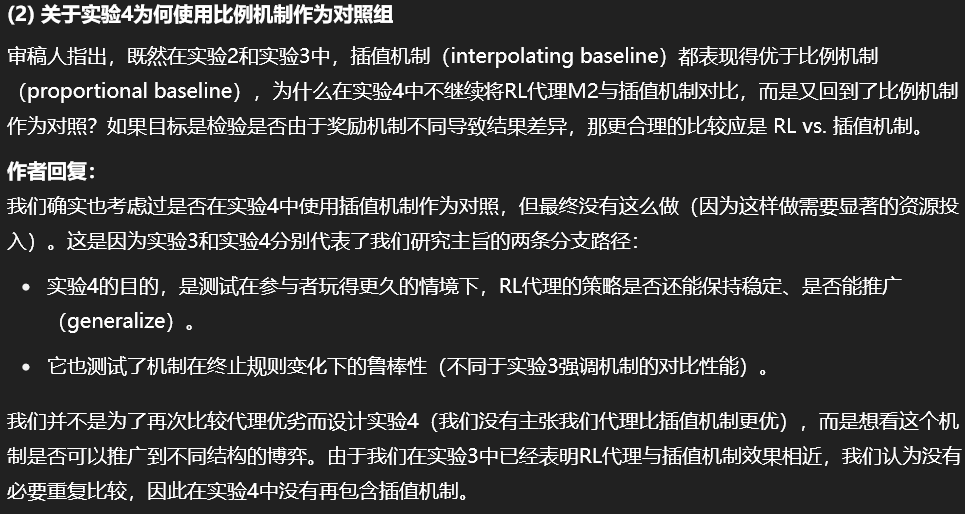 (2) 关于实验4为何使用比例机制作为对照组
审稿人指出，既然在实验2和实验3中，插值机制（interpolating baseline）都表现得优于比例机制
（proportional baseline），为什么在实验4中不继续将RL代理M2与插值机制对比，而是又回到了比例机制
作为对照？如果目标是检验是否由于奖励机制不同导致结果差异，那更合理的比较应是 RL vs. 插值机制。
作者回复：
我们确实也考虑过是否在实验4中使用插值机制作为对照，但最终没有这么做（因为这样做需要显著的资源投
入）。这是因为实验3和实验4分别代表了我们研究主旨的两条分支路径：
• 实验4的目的，是测试在参与者玩得更久的情境下，RL代理的策略是否还能保持稳定、是否能推广
（generalize）。
• 它也测试了机制在终止规则变化下的鲁棒性（不同于实验3强调机制的对比性能）。
我们并不是为了再次比较代理优劣而设计实验4（我们没有主张我们代理比插值机制更优），而是想看这个机
制是否可以推广到不同结构的博弈。由于我们在实验3中已经表明RL代理与插值机制效果相近，我们认为没有
必要重复比较，因此在实验4中没有再包含插值机制。